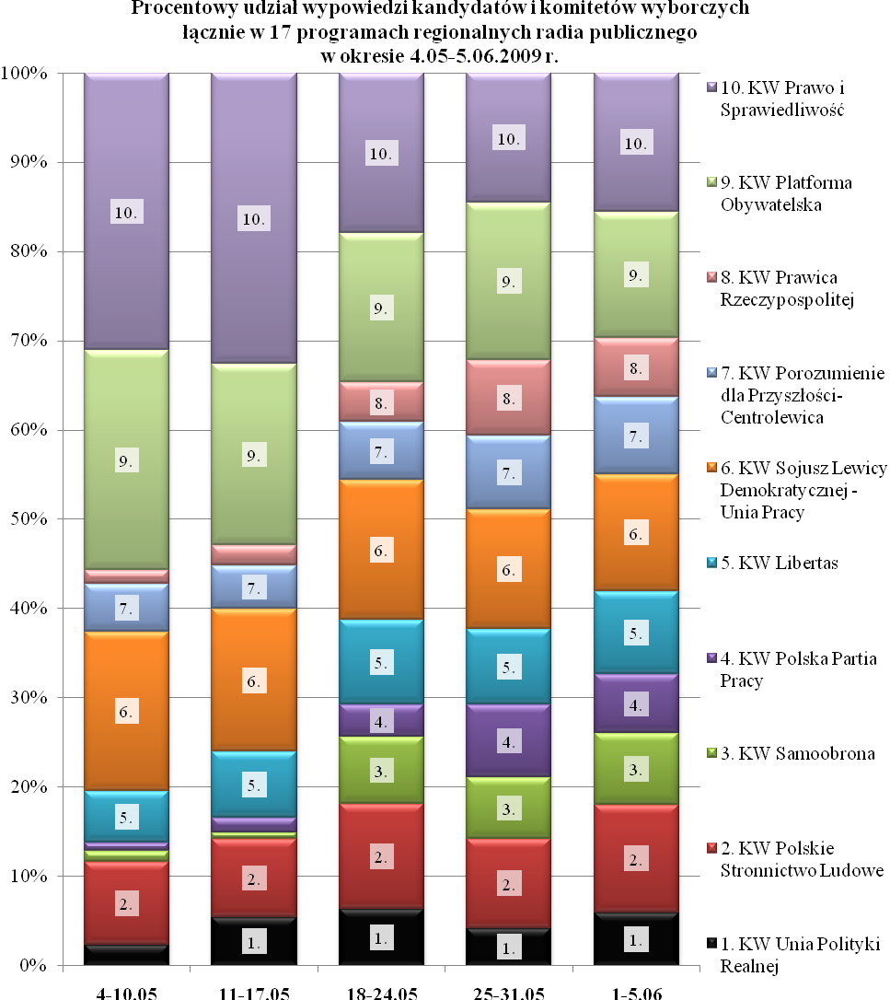 Procentowy udział wypowiedzi kandydatów i komitetów wyborczych
łącznie w 17 programach regionalnych radia publicznego
w okresie 4.05-5.06.2009 r.
100%
90%
80%
70%
60%
50%
40%
30%
20%
10%
0%
10.
9.
7.
6.
5.
2.
10.
9.
7.
6.
5.
2.
1.
10.
9.
8.
7.
6.
5.
4.
3.
2.
1.
10.
9.
8.
7.
6.
5.
4.
3.
2.
1.
10.
9.
8.
7.
6.
5.
4.
3.
2.
1.
4-10.05
11-17.05
18-24.05
25-31.05
1-5.06
10. KW Prawo i
Sprawiedliwość
9. KW Platforma
Obywatelska
8. KW Prawica
Rzeczypospolitej
7. KW Porozumienie
dla Przyszłości-
Centrolewica
6. KW Sojusz Lewicy
Demokratycznej -
Unia Pracy
5. KW Libertas
4. KW Polska Partia
Pracy
3. KW Samoobrona
2. KW Polskie
Stronnictwo Ludowe
1. KW Unia Polityki
Realnej